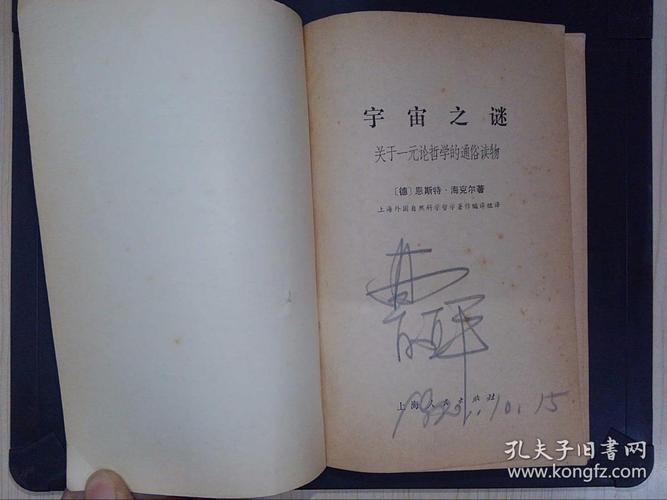 宇宙之谜
关于一元论哲学的通俗读物
〔德〕恩斯特·海克尔著
上海外国自然科学哲学著作编译组译
上海人民出版社
10.15
孔夫子旧书网
www.kongfz.com